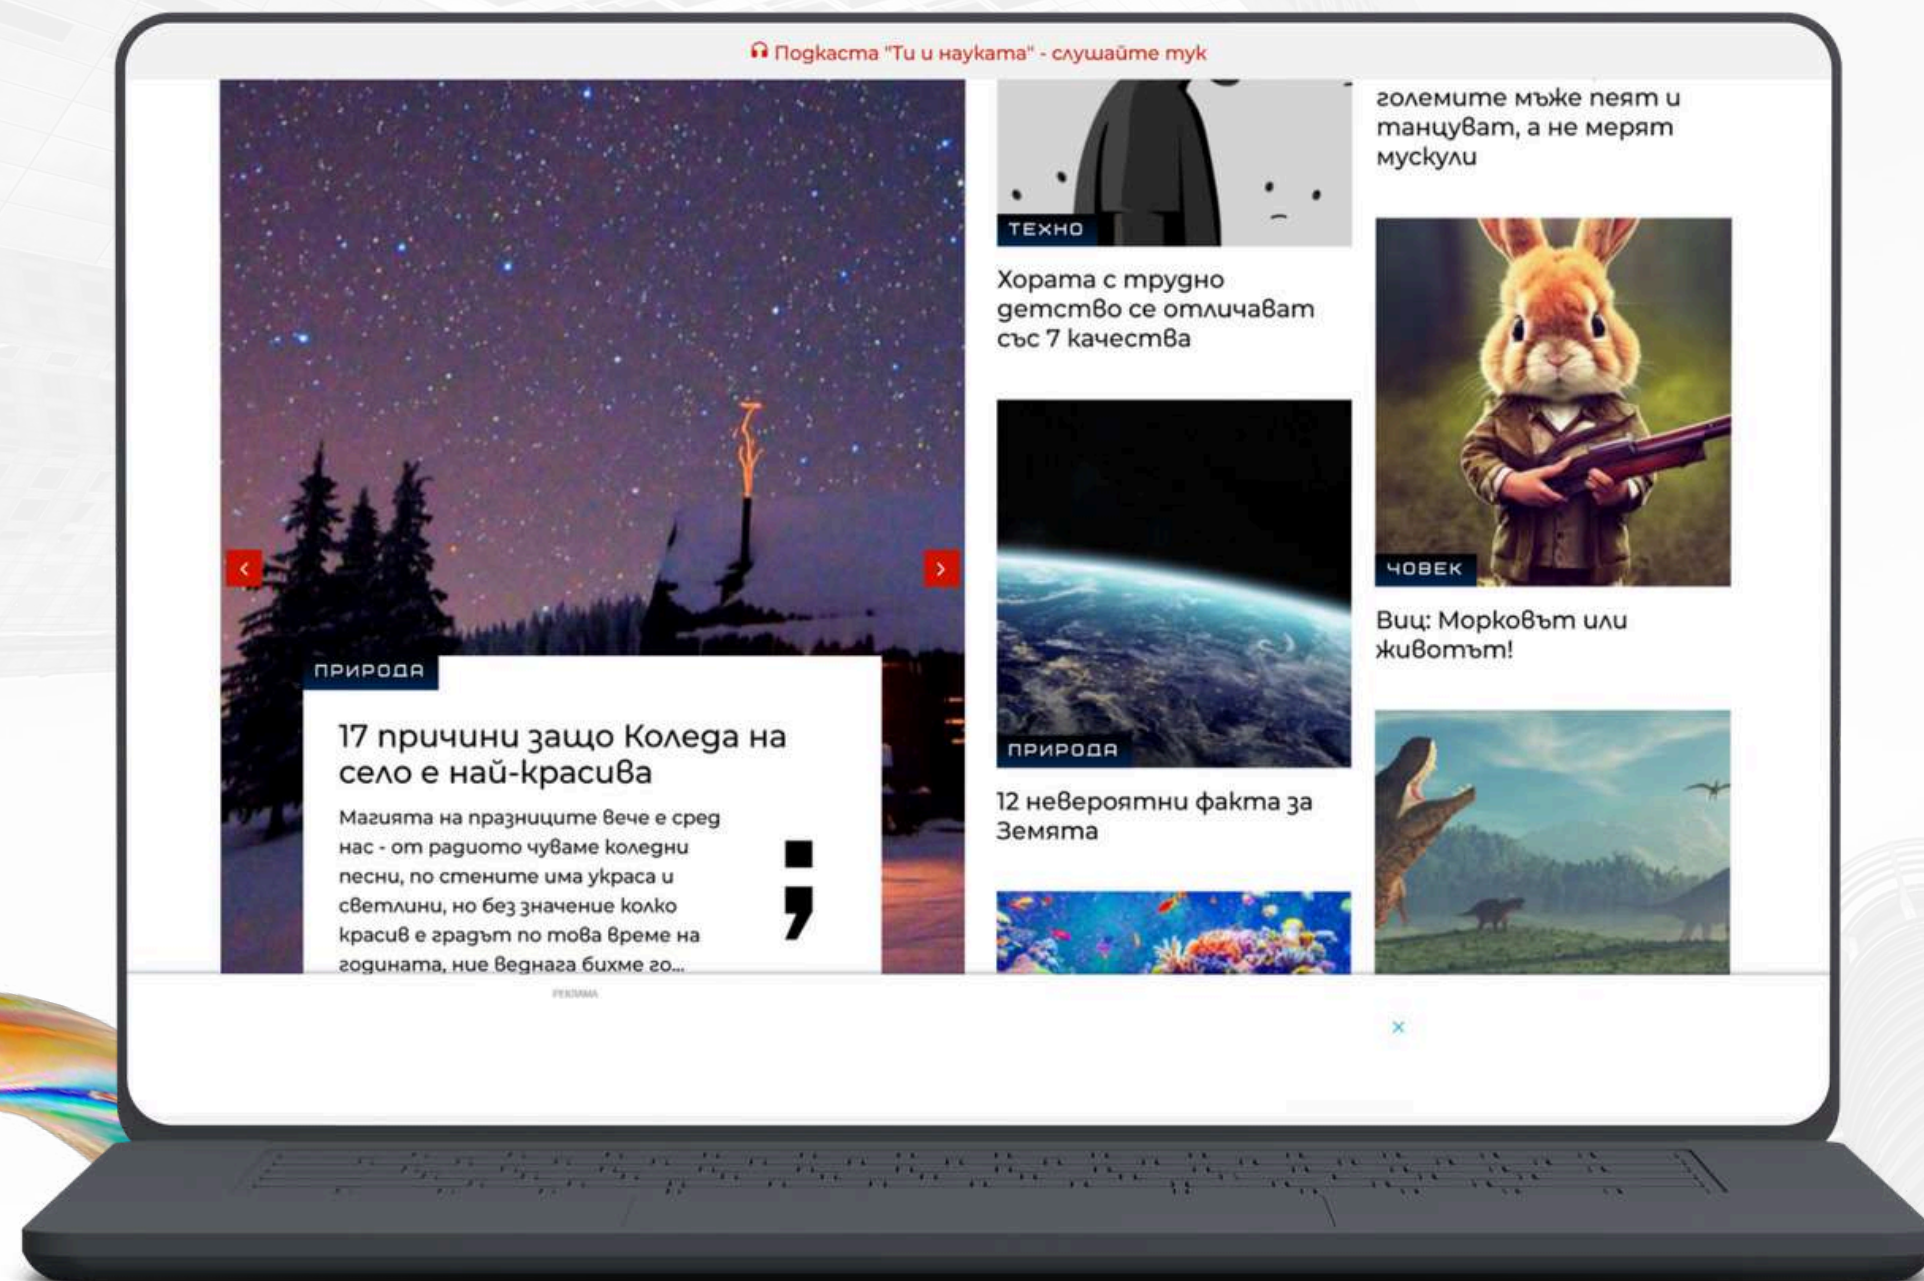 Подкаста "Ти и науката" - слушайте тук
ПРИРОДА
17 причини защо Коледа на
село е най-красива
Магията на празниците вече е сред
нас - от радиото чуваме коледни
песни, по стените има украса и
светлини, но без значение колко
красив е градът по това време на
годината, ние веднага бихме го...
ТЕХНО
Хората с трудно
детство се отличават
със 7 качества
ПРИРОДА
12 невероятни факта за
Земята
големите мъже пеят и
танцуват, а не мерят
мускули
ЧОВЕК
Виц: Морковът или
животът!
РЕКЛАМА